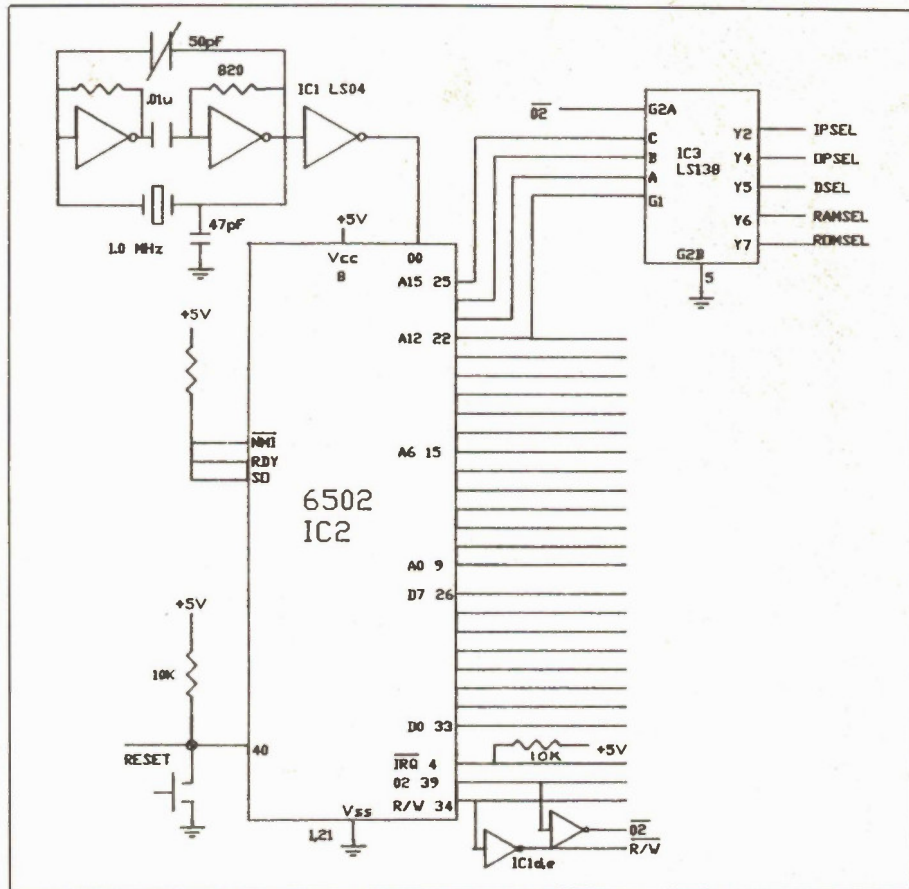 50pF
820
.01u
IC1 LS04
1.0 MHz
47pF
+5V
Vcc
8
00
A15 25
A12 22
A6 15
A0 9
D7 26
D0 33
IRQ 4
02 39
R/W 34
+5V
NMI
RDY
SO
6502
IC2
+5V
10K
RESET
40
Vss
1,21
10K
+5V
02
R/W
IC1d,e
02
G2A
C
B
A
G1
IC3
LS138
G2B
5
Y2
Y4
Y5
Y6
Y7
IPSEL
OPSEL
DSEL
RAMSEL
ROMSEL